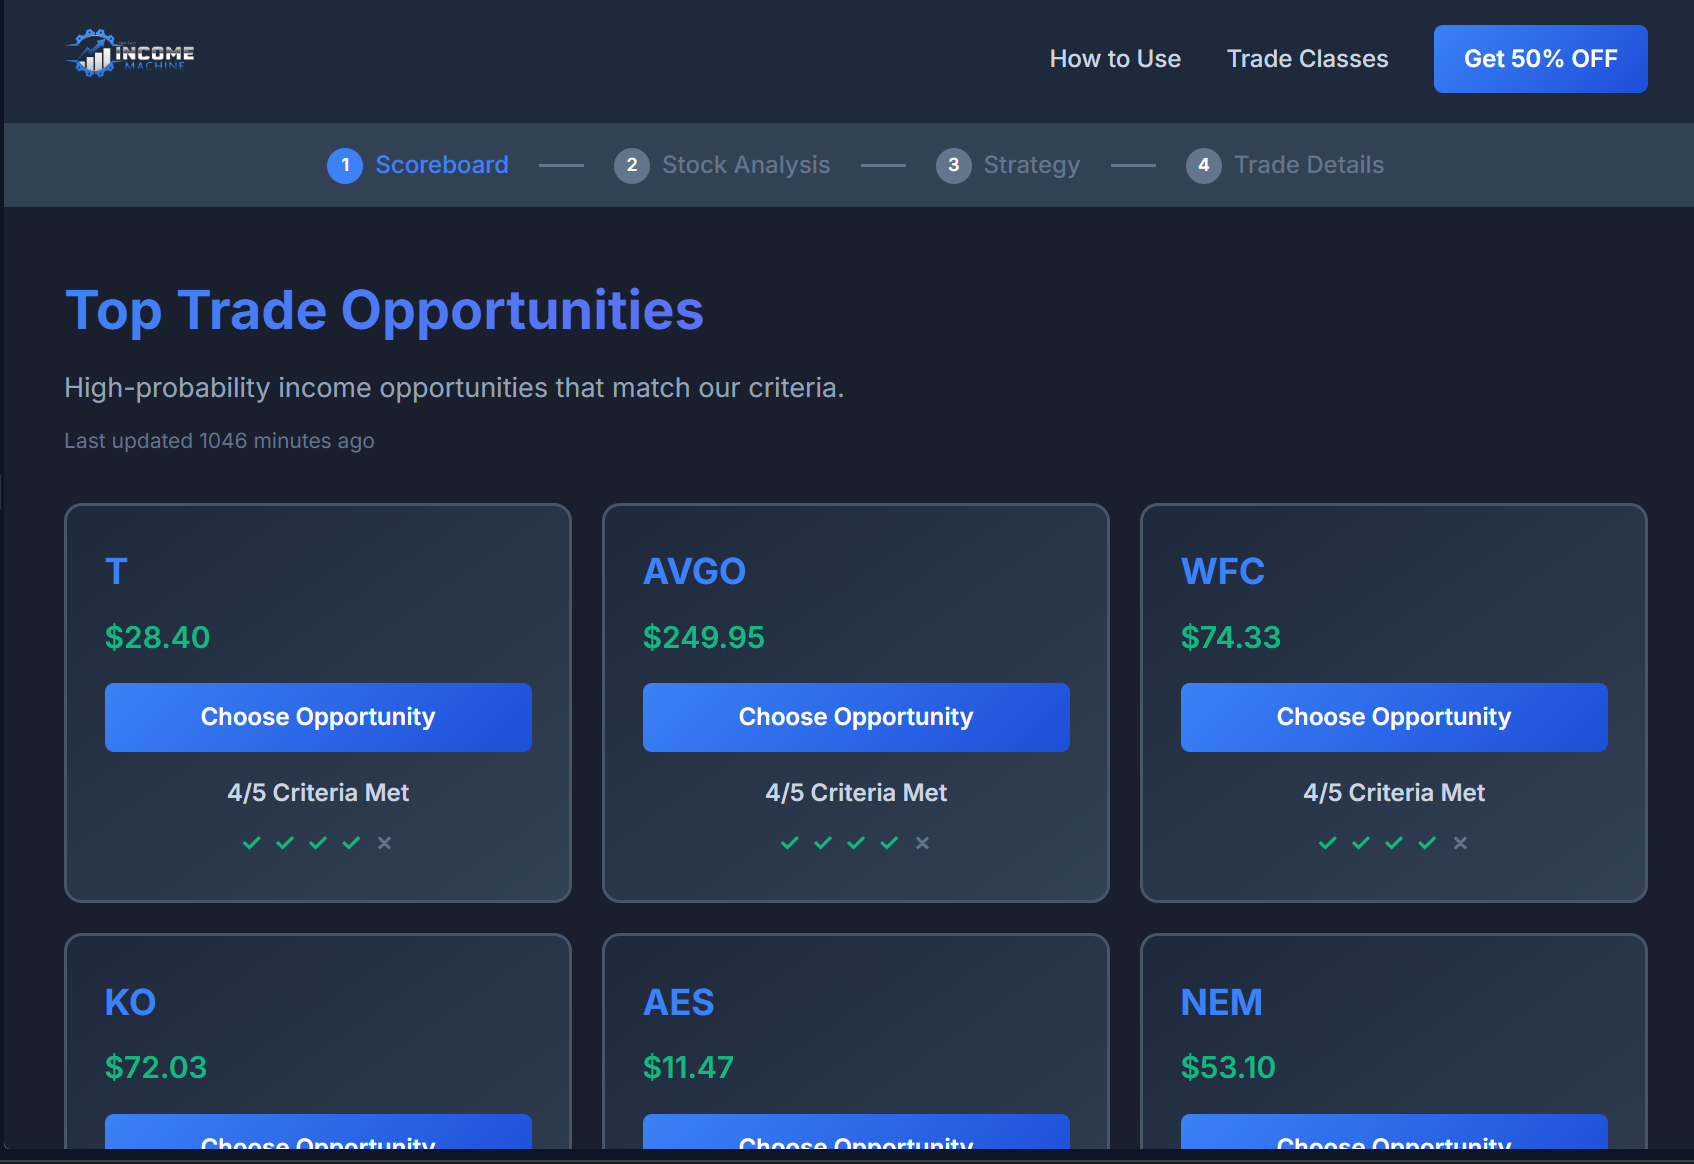 INCOME
MACHINE
How to Use
Trade Classes
Get 50% OFF
1 Scoreboard
2 Stock Analysis
3 Strategy
4 Trade Details
Top Trade Opportunities
High-probability income opportunities that match our criteria.
Last updated 1046 minutes ago
T
$28.40
Choose Opportunity
4/5 Criteria Met
AVGO
$249.95
Choose Opportunity
4/5 Criteria Met
WFC
$74.33
Choose Opportunity
4/5 Criteria Met
KO
$72.03
Choose Opportunity
AES
$11.47
Choose Opportunity
NEM
$53.10
Choose Opportunity